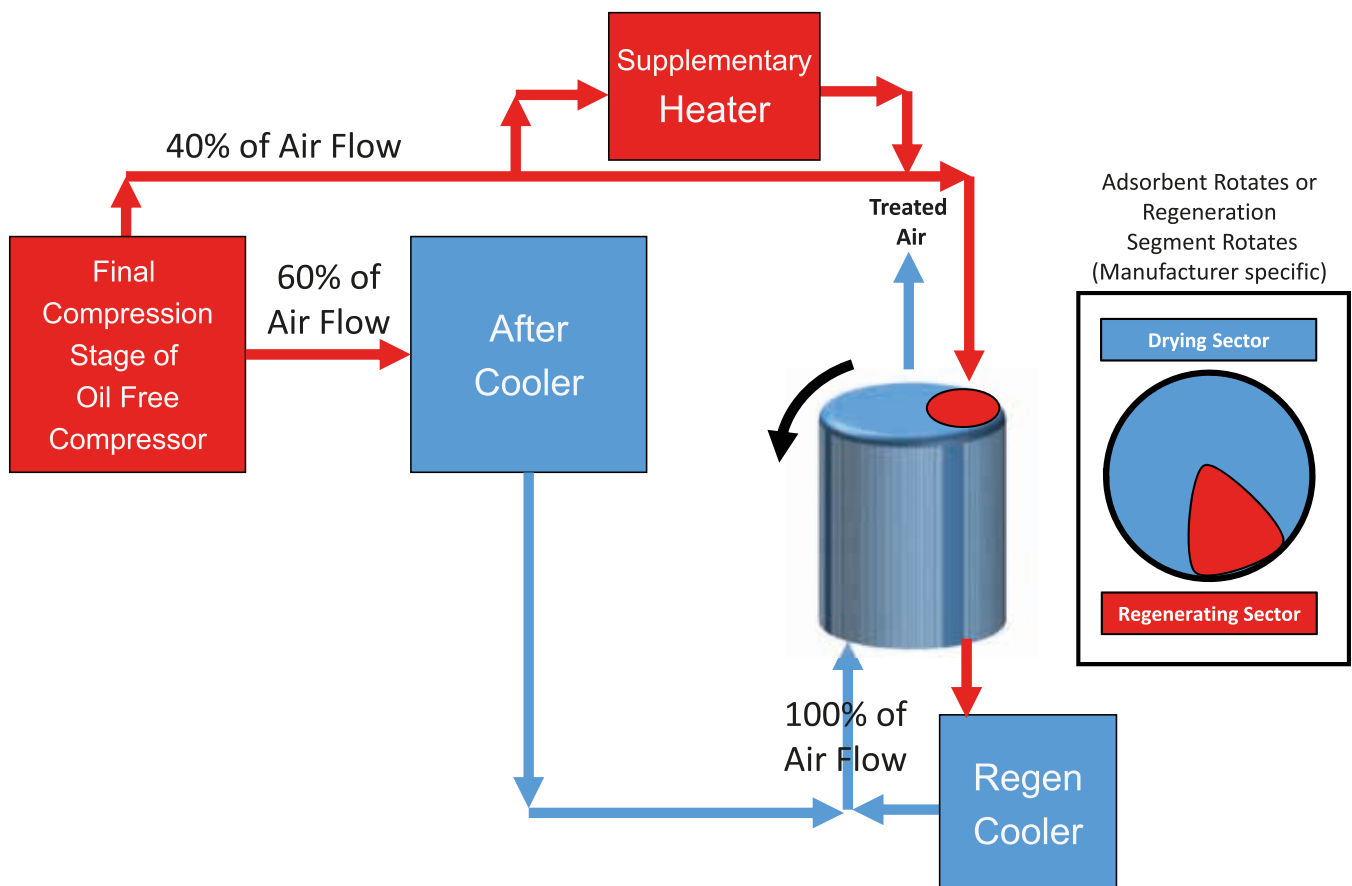 Supplementary
Heater
40% of Air Flow
Final
Compression
Stage of
Oil Free
Compressor
60% of
Air Flow
After
Cooler
Treated
Air
100% of
Air Flow
Regen
Cooler
Adsorbent Rotates or
Regeneration
Segment Rotates
(Manufacturer specific)
Drying Sector
Regenerating Sector